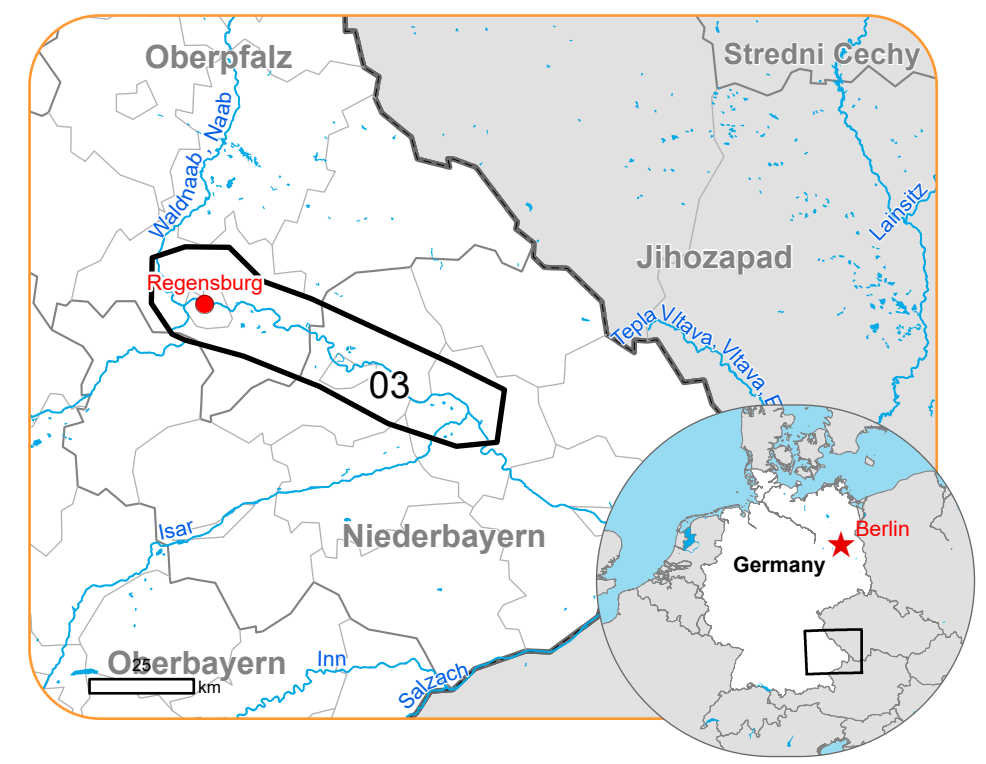 Oberpfalz
Stredni Cechy
Waldnaab, Naab
Lainsitz
Jihozapad
Regensburg
Tepla Vltava, Vltava, E
03
Isar
Niederbayern
Berlin
Germany
Oberbayern
25
km
Inn
Salzach